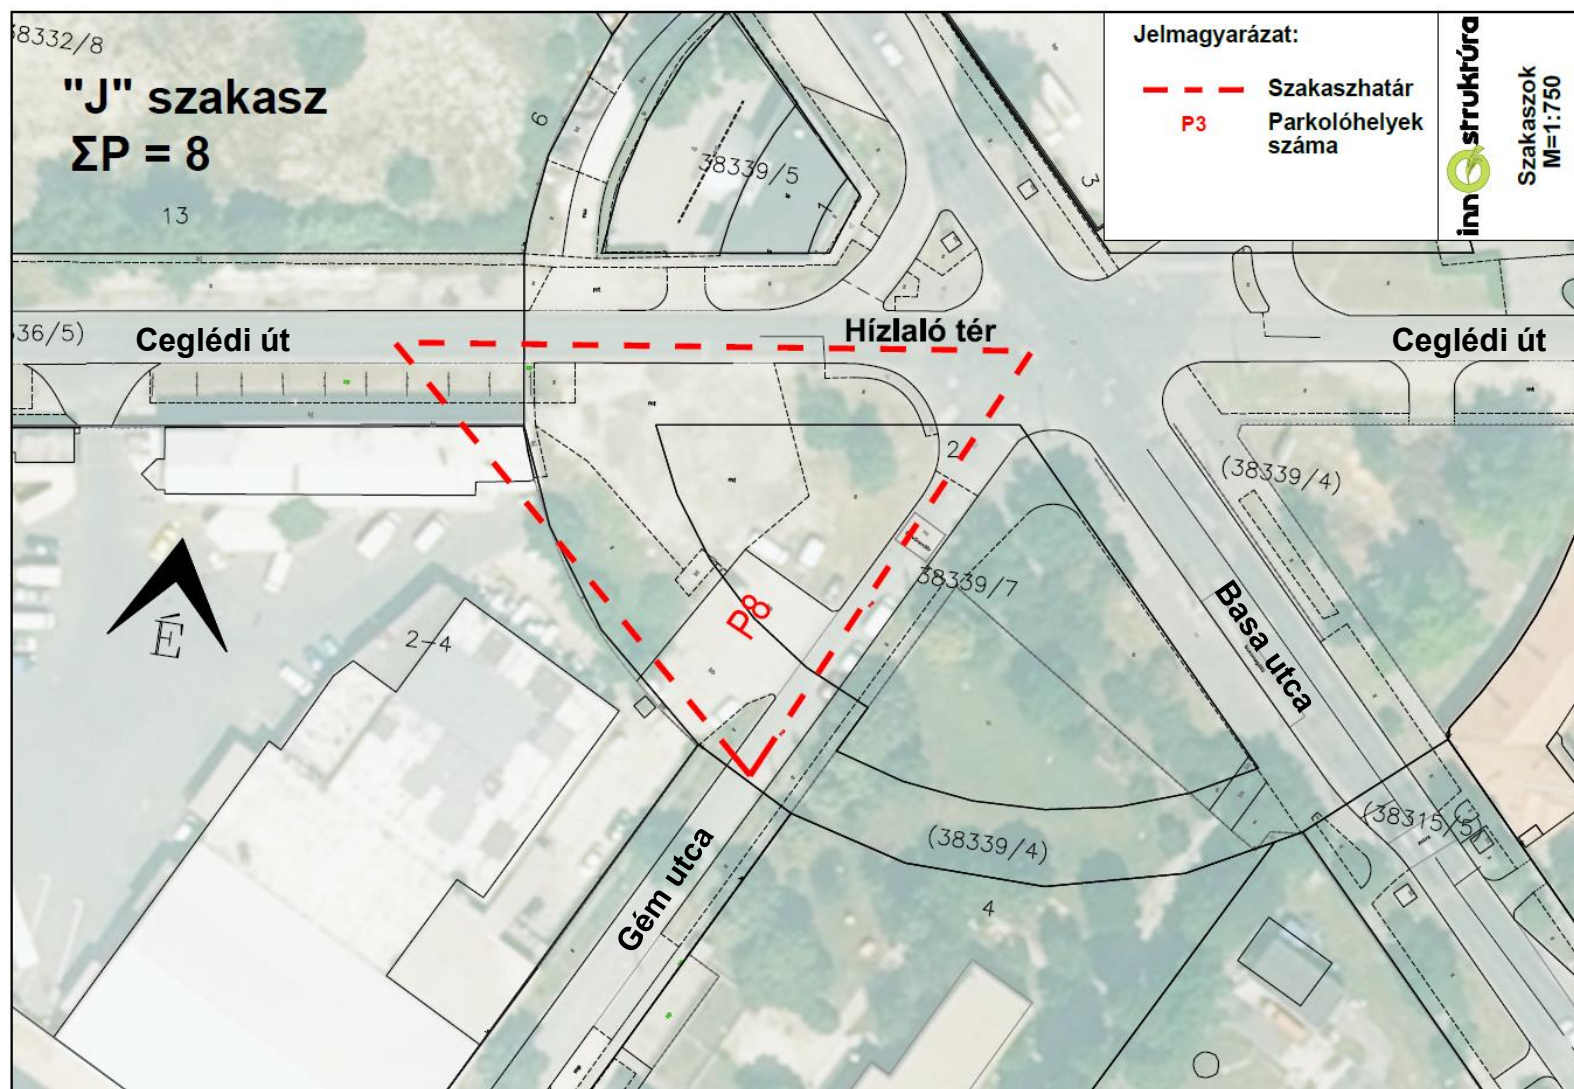 38332/8
"J" szakasz
ΣP = 8
13
6
38339/5
1
3
Jelmagyarázat:
Szakaszhatár
P3
Parkolóhelyek
száma
innostruktúra
Szakaszok
M=1:750
36/5)
Ceglédi út
Hízlaló tér
Ceglédi út
2
(38339/4)
38339/7
P8
É
2-4
Basa utca
Gém utca
(38339/4)
(38315/5)
4